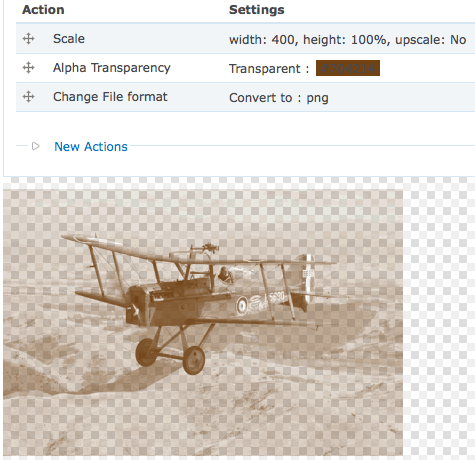 Action Settings
Scale width: 400, height: 100%, upscale: No
Alpha Transparency Transparent :
Change File format Convert to : png
New Actions